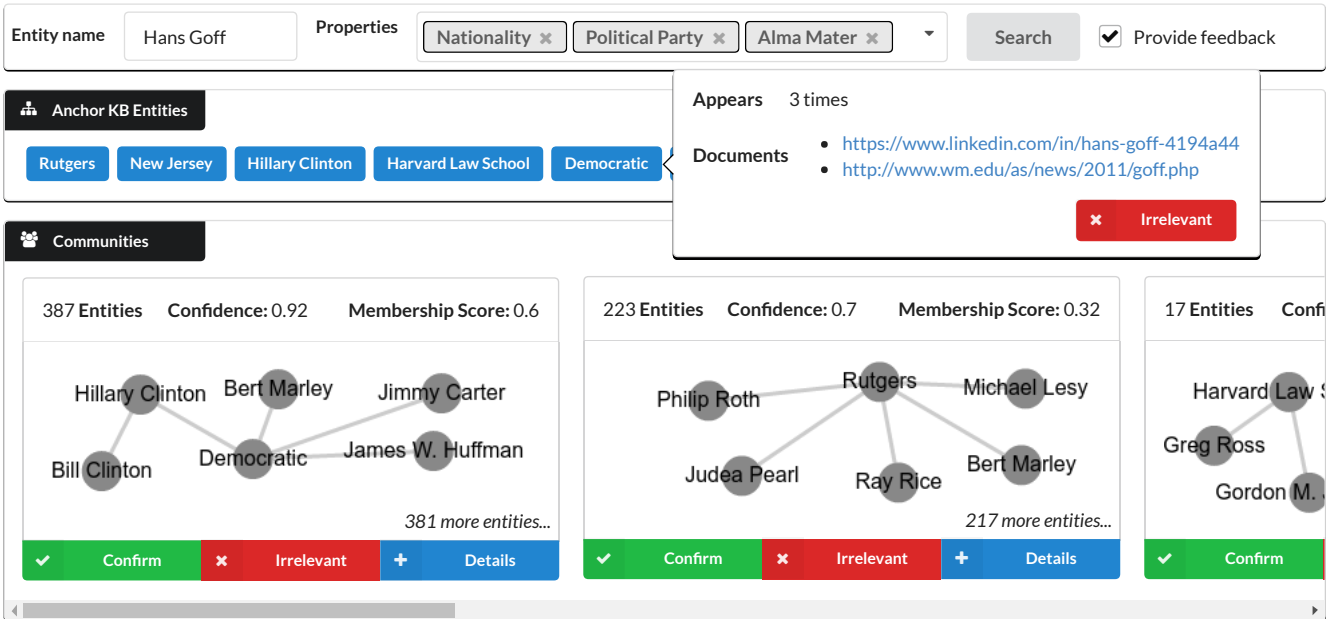 Entity name Hans Goff Properties Nationality Political Party Alma Mater Search Provide feedback
Anchor KB Entities
Rutgers New Jersey Hillary Clinton Harvard Law School Democratic
Appears 3 times
Documents
https://www.linkedin.com/in/hans-goff-4194a44
http://www.wm.edu/as/news/2011/goff.php
Irrelevant
Communities
387 Entities Confidence: 0.92 Membership Score: 0.6
Hillary Clinton Bert Marley Jimmy Carter
Bill Clinton Democratic James W. Huffman
381 more entities...
Confirm Irrelevant Details
223 Entities Confidence: 0.7 Membership Score: 0.32
Philip Roth Rutgers Michael Lesy
Judea Pearl Ray Rice Bert Marley
217 more entities...
Confirm Irrelevant Details
17 Entities Confi
Harvard Law
Greg Ross
Gordon M.
Confirm